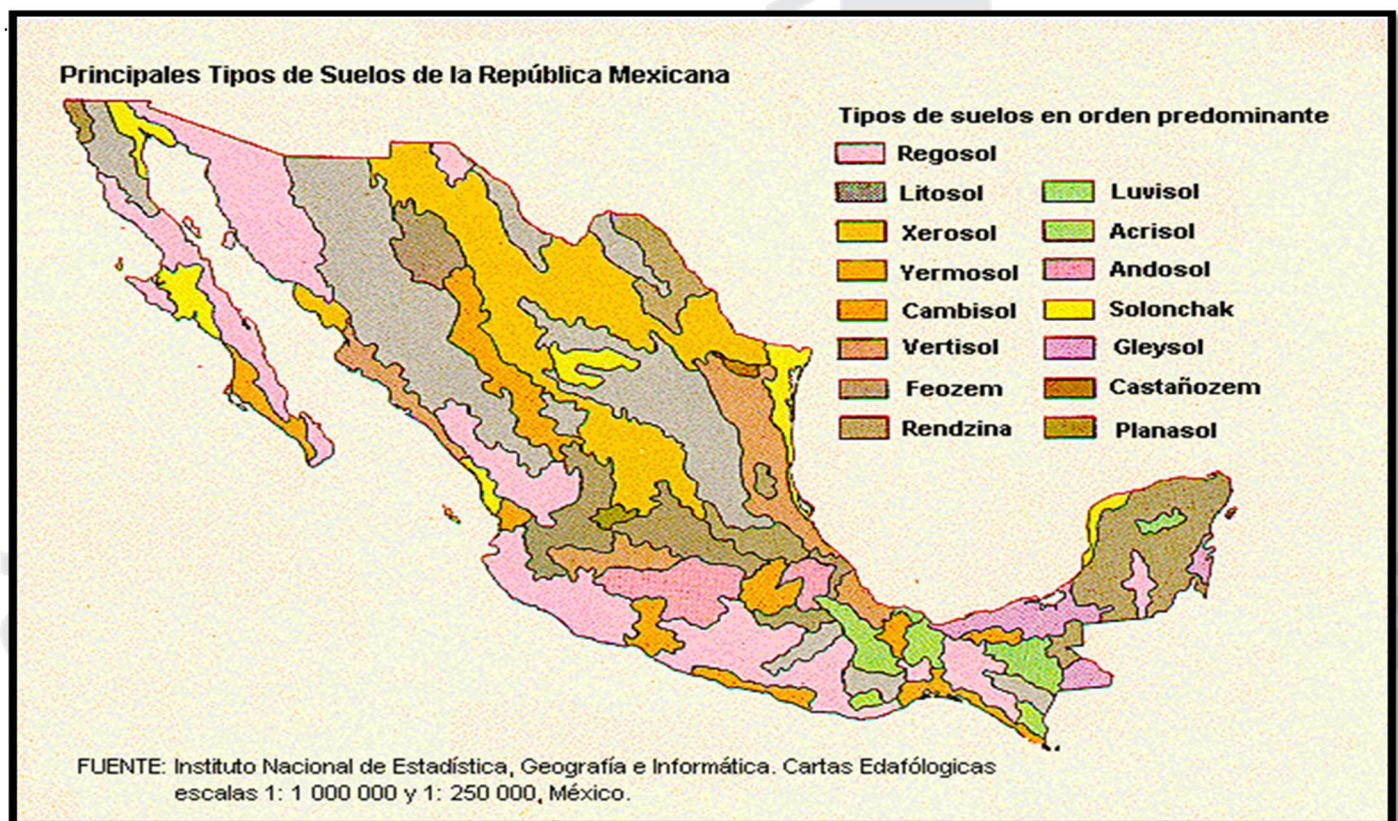 Principales Tipos de Suelos de la República Mexicana
Tipos de suelos en orden predominante
Regosol
Litosol
Xerosol
Yermosol
Cambisol
Vertisol
Feozem
Rendzina
Luvisol
Acrisol
Andosol
Solonchak
Gleysol
Castañozem
Planasol
FUENTE: Instituto Nacional de Estadística, Geografía e Informática. Cartas Edafólogicas
escalas 1: 1 000 000 y 1: 250 000, México.